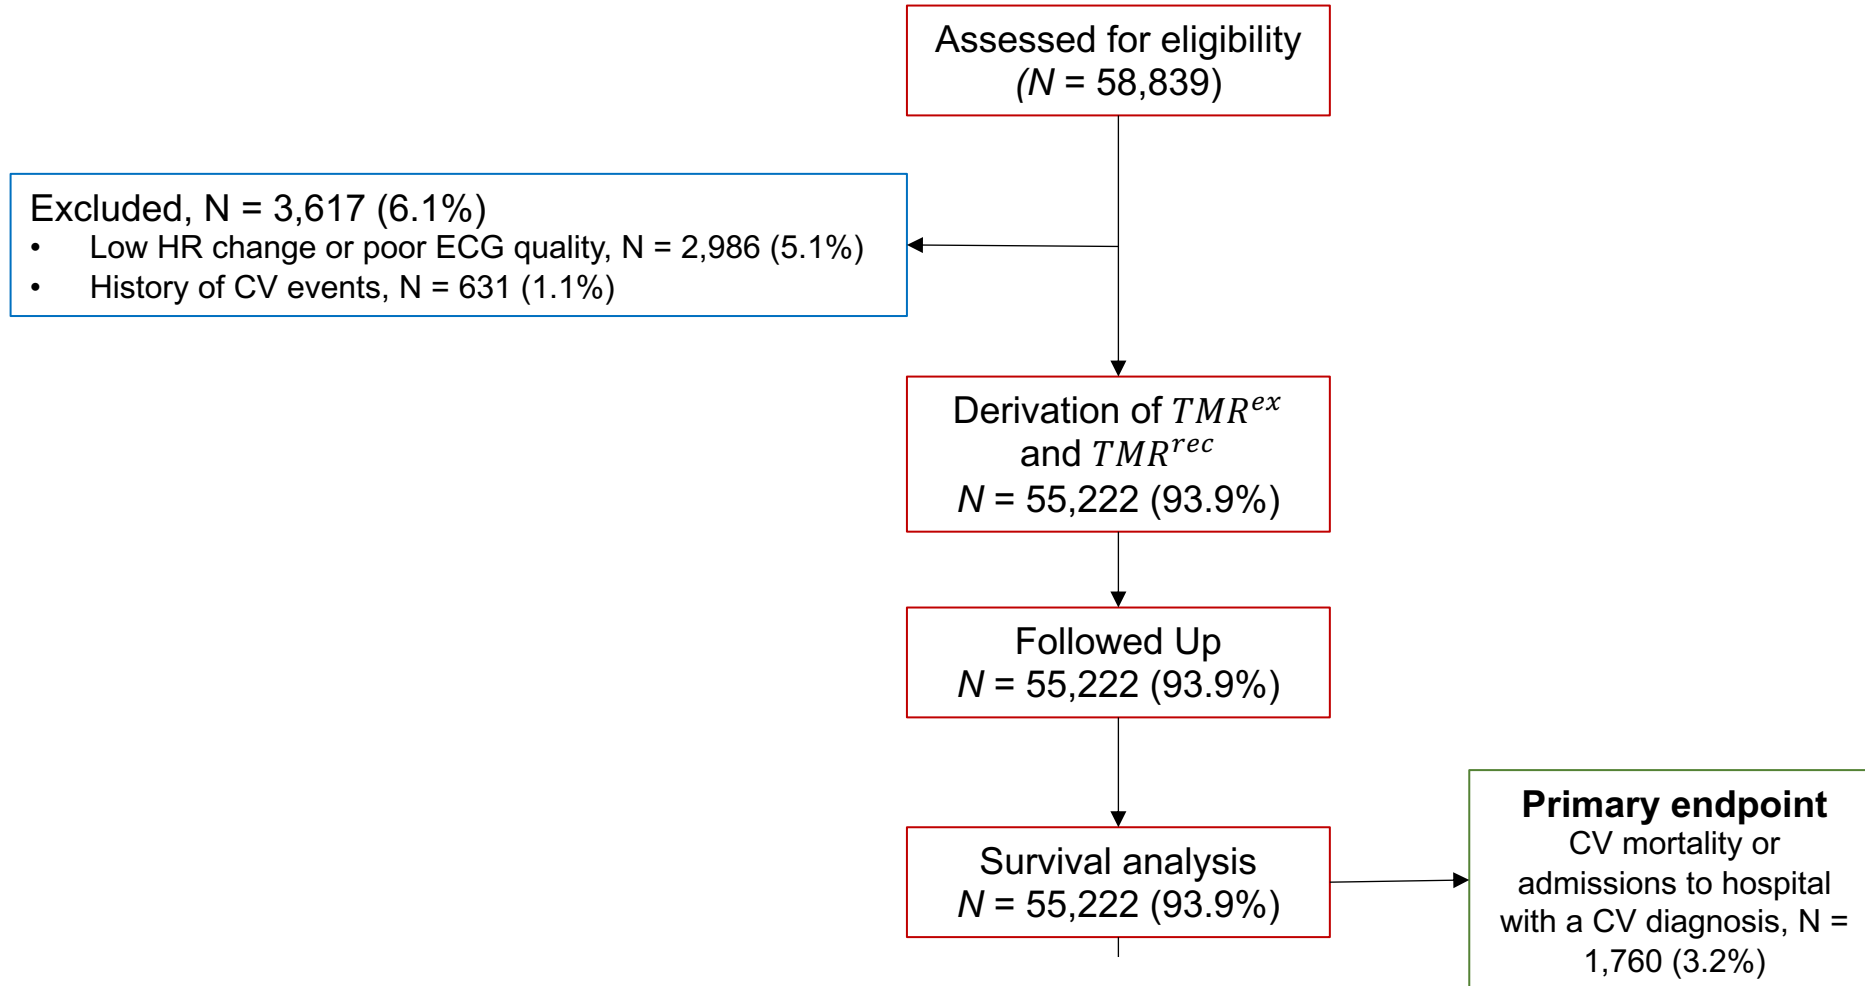 Assessed for eligibility
(N = 58,839)
Excluded, N = 3,617 (6.1%)
• Low HR change or poor ECG quality, N = 2,986 (5.1%)
• History of CV events, N = 631 (1.1%)
Derivation of TMR^ex
and TMR^rec
N = 55,222 (93.9%)
Followed Up
N = 55,222 (93.9%)
Survival analysis
N = 55,222 (93.9%)
Primary endpoint
CV mortality or
admissions to hospital
with a CV diagnosis, N =
1,760 (3.2%)